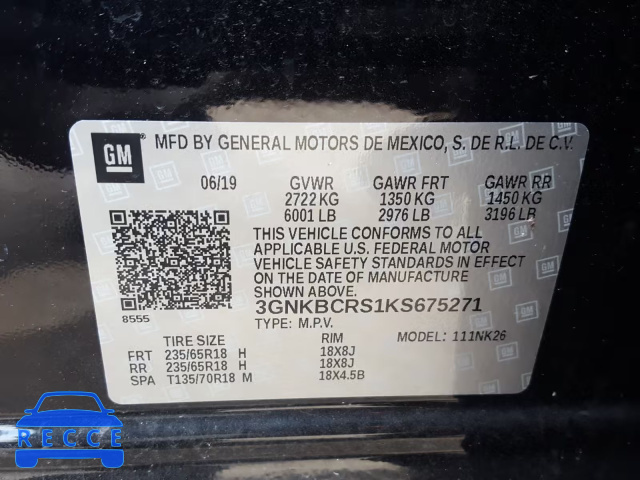 GM
MFD BY GENERAL MOTORS DE MEXICO, S. DE R.L. DE C.V.
06/19 GVWR GAWR FRT GAWR RR
2722 KG 1350 KG 1450 KG
6001 LB 2976 LB 3196 LB
THIS VEHICLE CONFORMS TO ALL
APPLICABLE U.S. FEDERAL MOTOR
VEHICLE SAFETY STANDARDS IN EFFECT
ON THE DATE OF MANUFACTURE
SHOWN ABOVE.
3GNKBCRS1KS675271
8555 TYPE: M.P.V. MODEL: 111NK26
TIRE SIZE RIM
FRT 235/65R18 H 18X8J
RR 235/65R18 H 18X8J
SPA T135/70R18 M 18X4.5B
RECCE